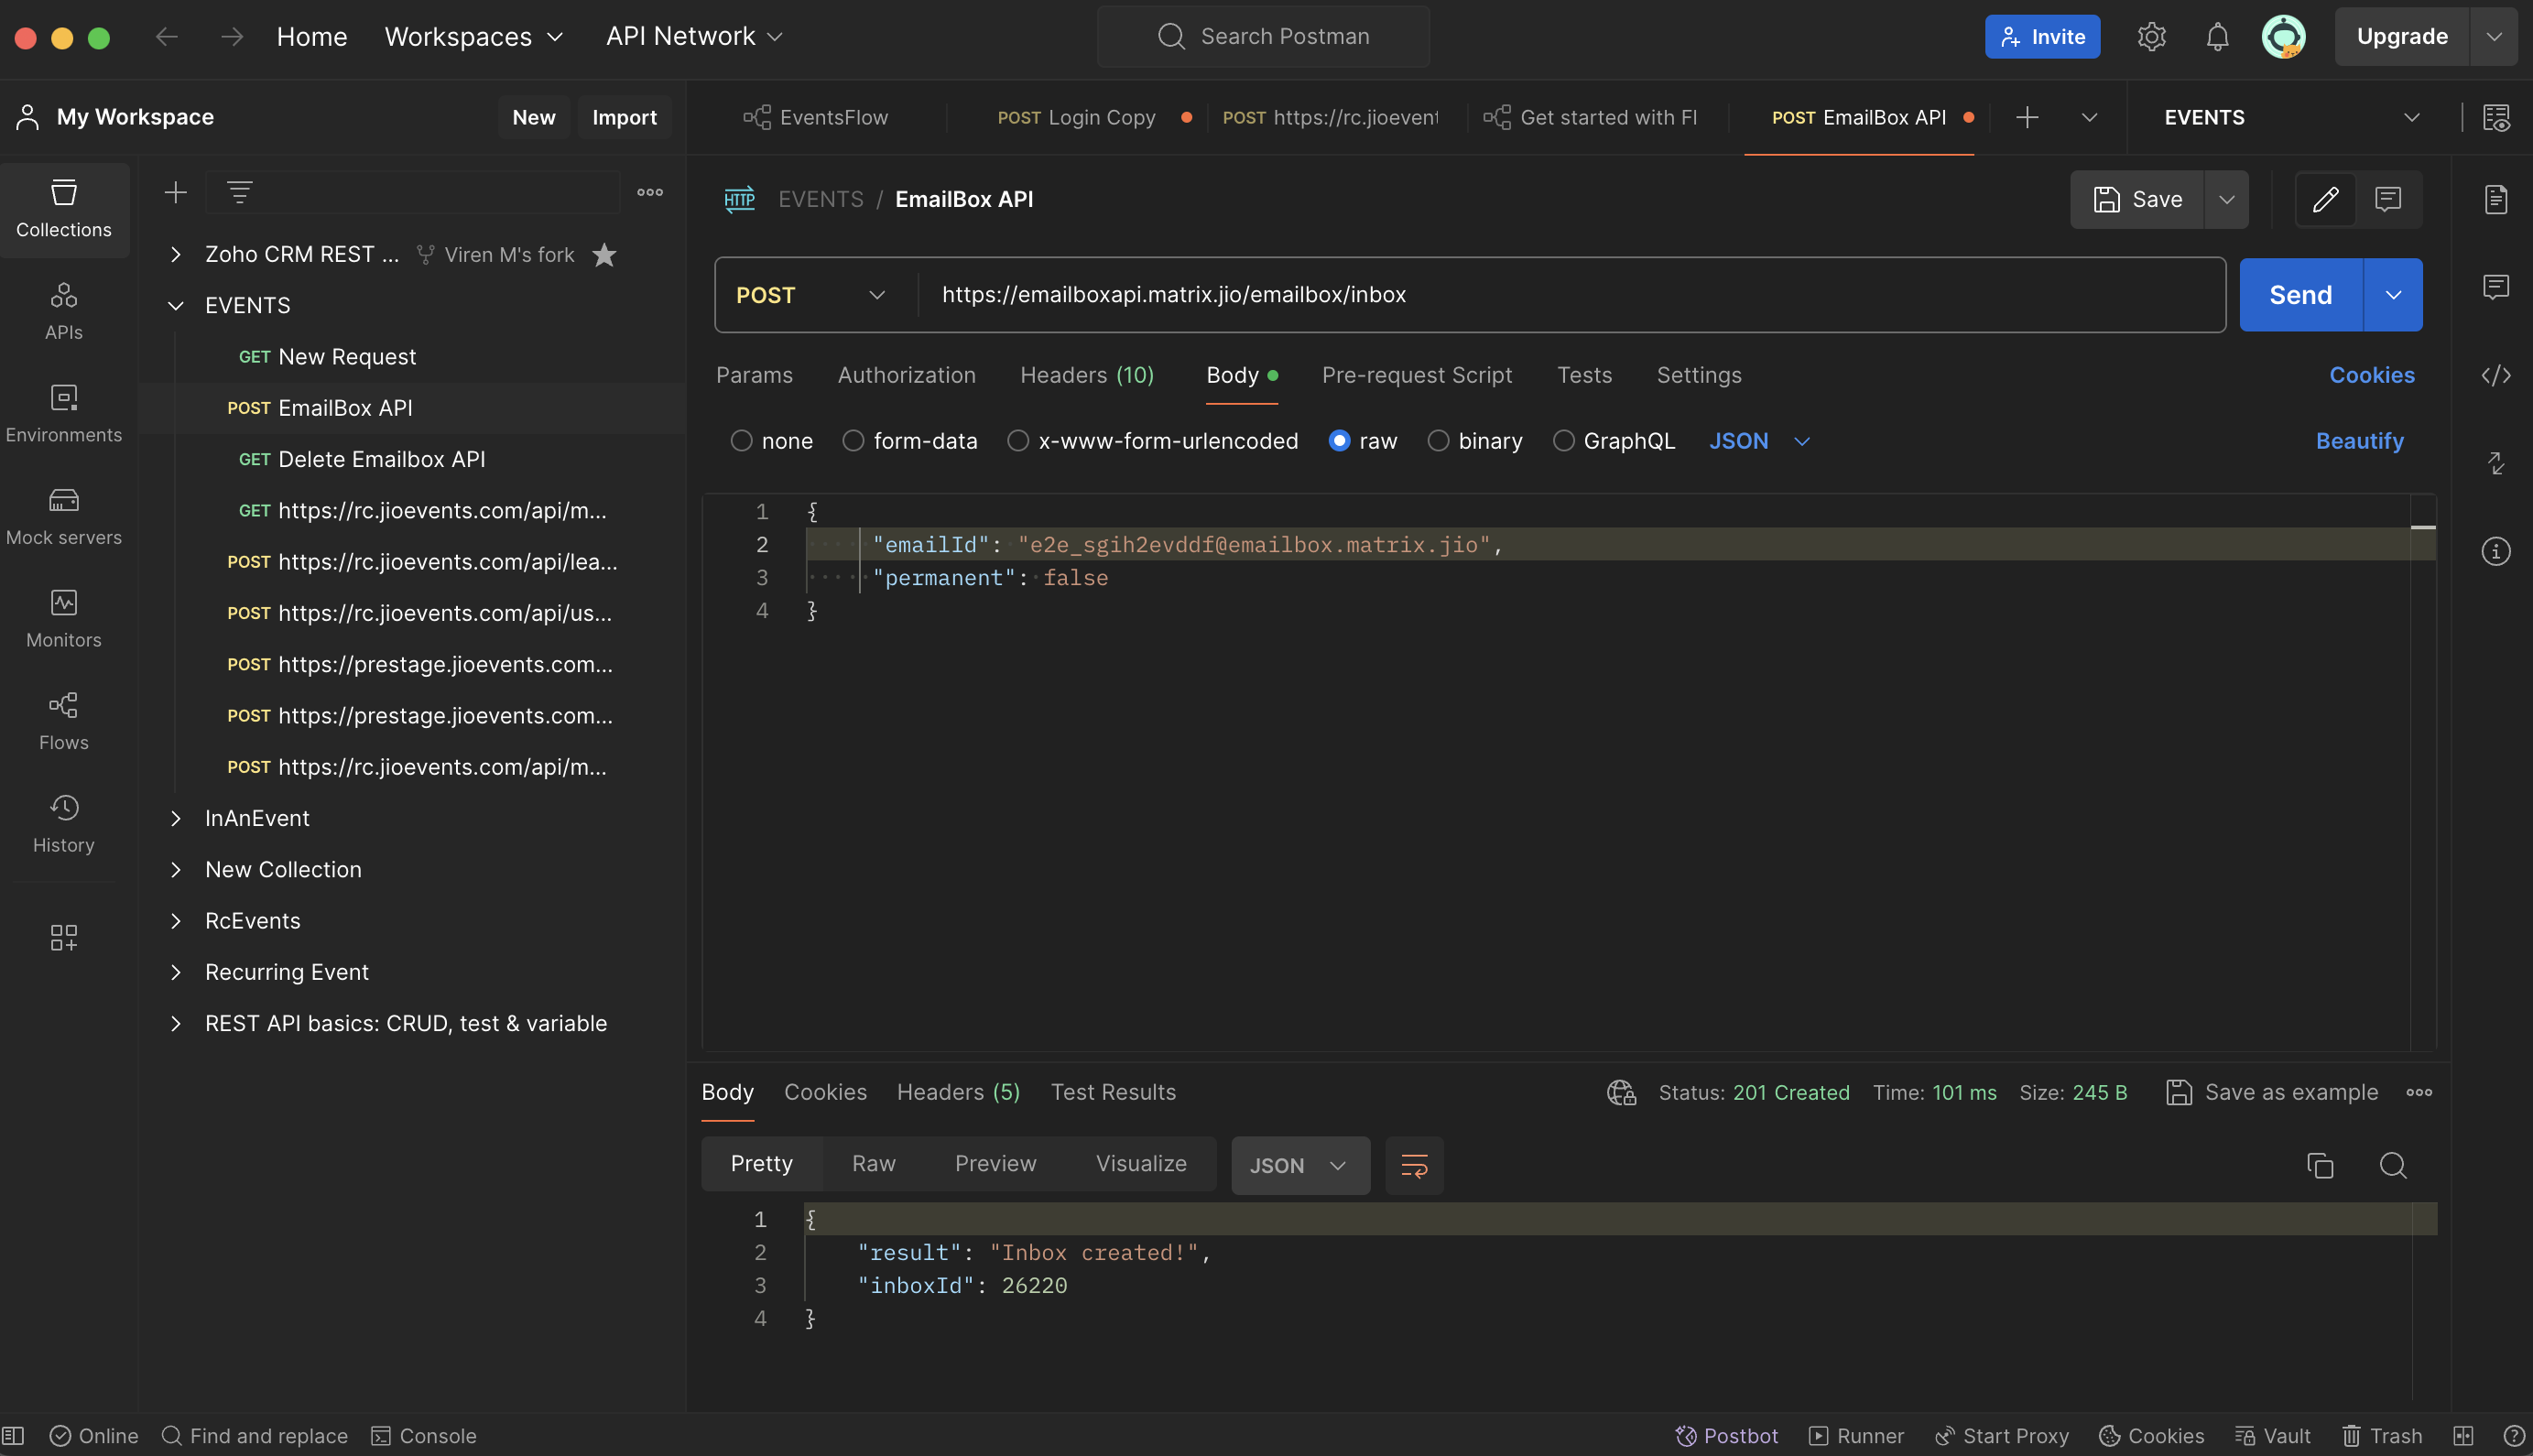 Home Workspaces API Network Search Postman Invite Upgrade
My Workspace New Import
EventsFlow POST Login Copy POST https://rc.jioevent Get started with Fl POST EmailBox API EVENTS
Collections
APIs
Environments
Mock servers
Monitors
Flows
History
Zoho CRM REST ... Viren M's fork
EVENTS
GET New Request
POST EmailBox API
GET Delete Emailbox API
GET https://rc.jioevents.com/api/m...
POST https://rc.jioevents.com/api/lea...
POST https://rc.jioevents.com/api/us...
POST https://prestage.jioevents.com...
POST https://prestage.jioevents.com...
POST https://rc.jioevents.com/api/m...
InAnEvent
New Collection
RcEvents
Recurring Event
REST API basics: CRUD, test & variable
HTTP EVENTS / EmailBox API Save
POST https://emailboxapi.matrix.jio/emailbox/inbox Send
Params Authorization Headers (10) Body Pre-request Script Tests Settings Cookies
none form-data x-www-form-urlencoded raw binary GraphQL JSON Beautify
1 {
2 "emailId": "e2e_sgih2evddf@emailbox.matrix.jio",
3 "permanent": false
4 }
Body Cookies Headers (5) Test Results Status: 201 Created Time: 101 ms Size: 245 B Save as example
Pretty Raw Preview Visualize JSON
1 {
2 "result": "Inbox created!",
3 "inboxId": 26220
4 }
Online Find and replace Console Postbot Runner Start Proxy Cookies Vault Trash